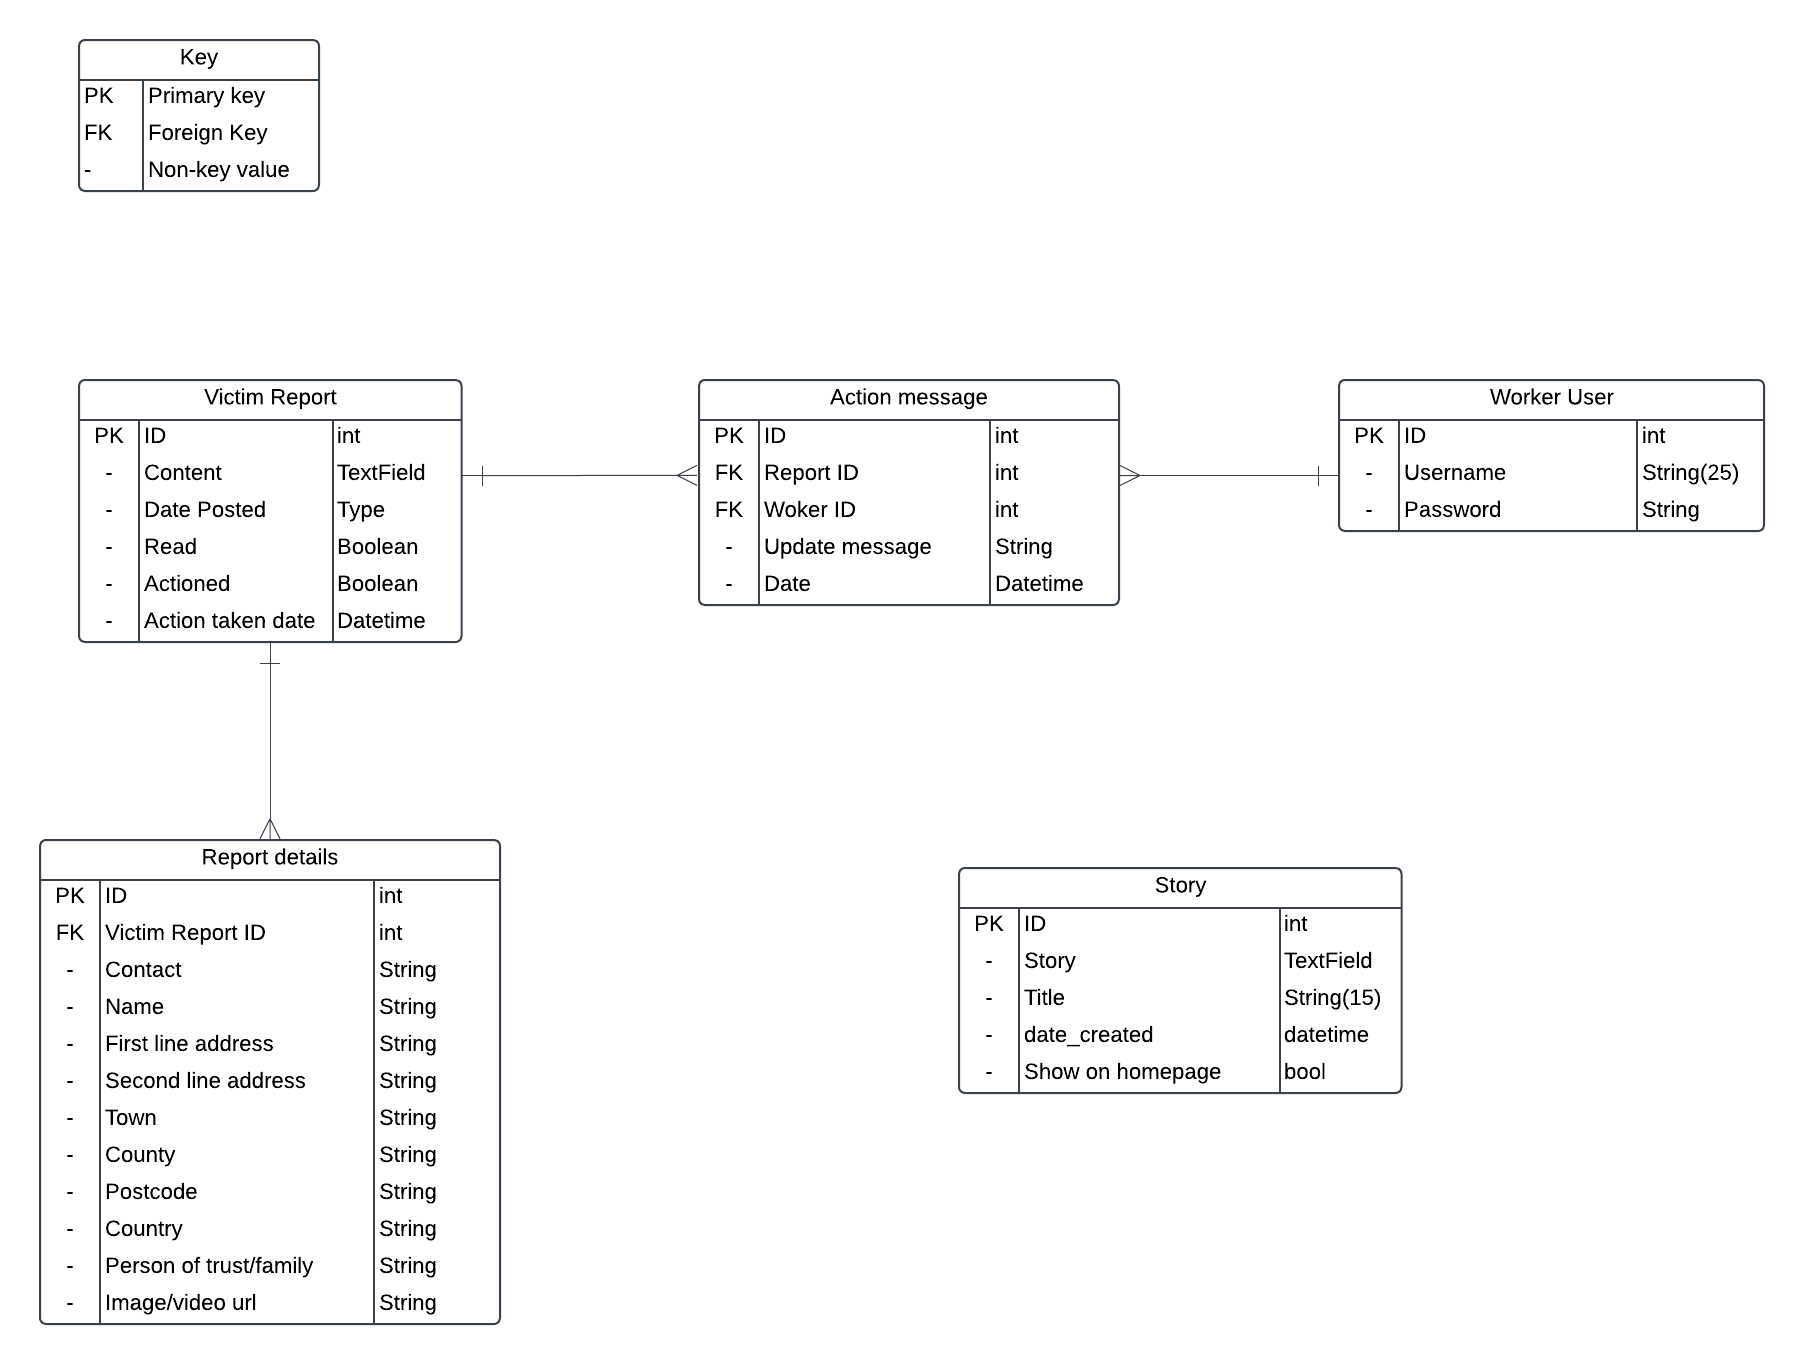 Key
PK Primary key
FK Foreign Key
- Non-key value
Victim Report
PK ID int
- Content TextField
- Date Posted Type
- Read Boolean
- Actioned Boolean
- Action taken date Datetime
Action message
PK ID int
FK Report ID int
FK Woker ID int
- Update message String
- Date Datetime
Worker User
PK ID int
- Username String(25)
- Password String
Report details
PK ID int
FK Victim Report ID int
- Contact String
- Name String
- First line address String
- Second line address String
- Town String
- County String
- Postcode String
- Country String
- Person of trust/family String
- Image/video url String
Story
PK ID int
- Story TextField
- Title String(15)
- date_created datetime
- Show on homepage bool